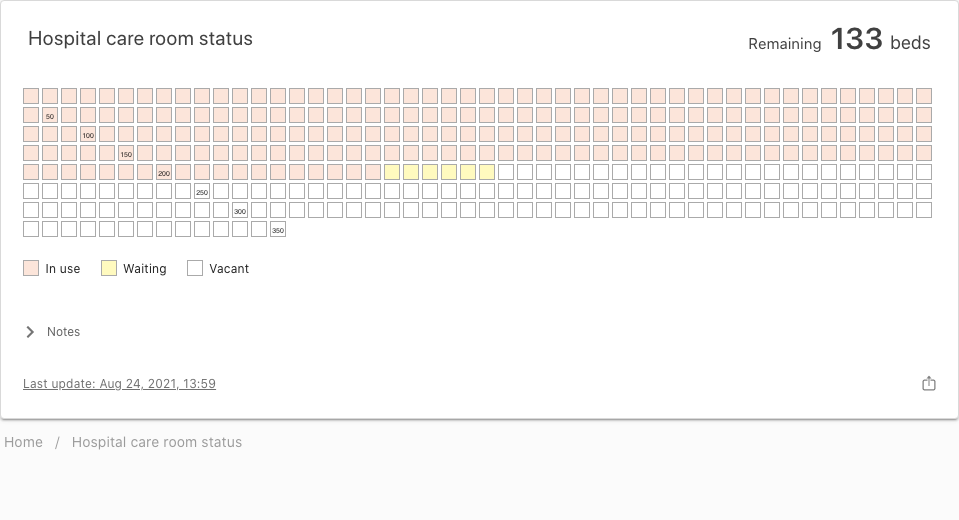 Hospital care room status
Remaining 133 beds
50
100
150
200
250
300
350
In use
Waiting
Vacant
Notes
Last update: Aug 24, 2021, 13:59
Home / Hospital care room status